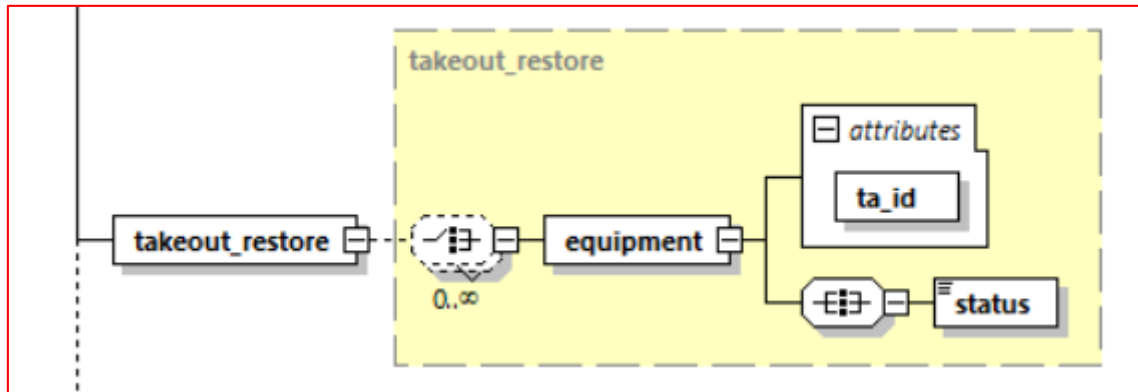 takeout_restore
attributes
ta_id
takeout_restore
equipment
0..∞
status